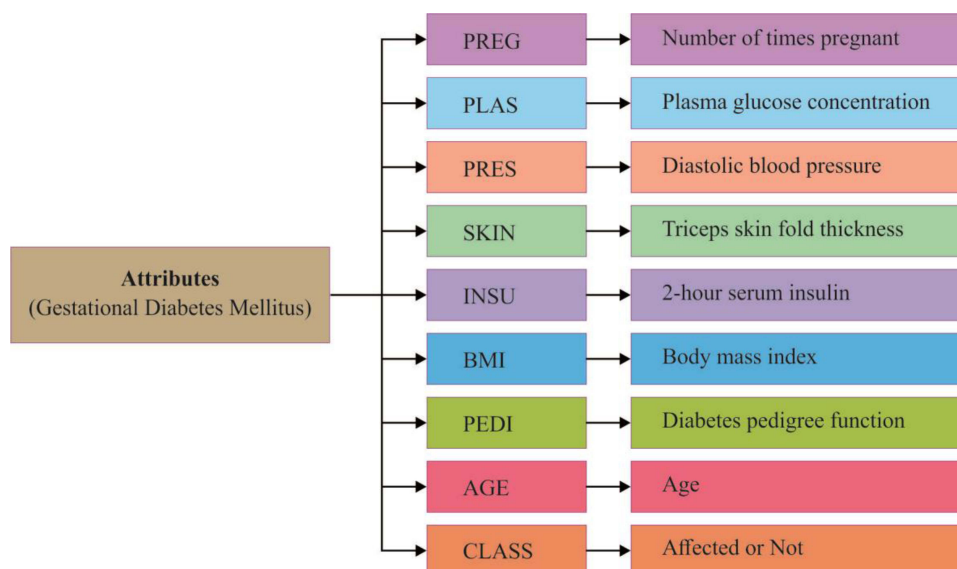 PREG
Number of times pregnant
PLAS
Plasma glucose concentration
PRES
Diastolic blood pressure
SKIN
Triceps skin fold thickness
Attributes
(Gestational Diabetes Mellitus)
INSU
2-hour serum insulin
BMI
Body mass index
PEDI
Diabetes pedigree function
AGE
Age
CLASS
Affected or Not